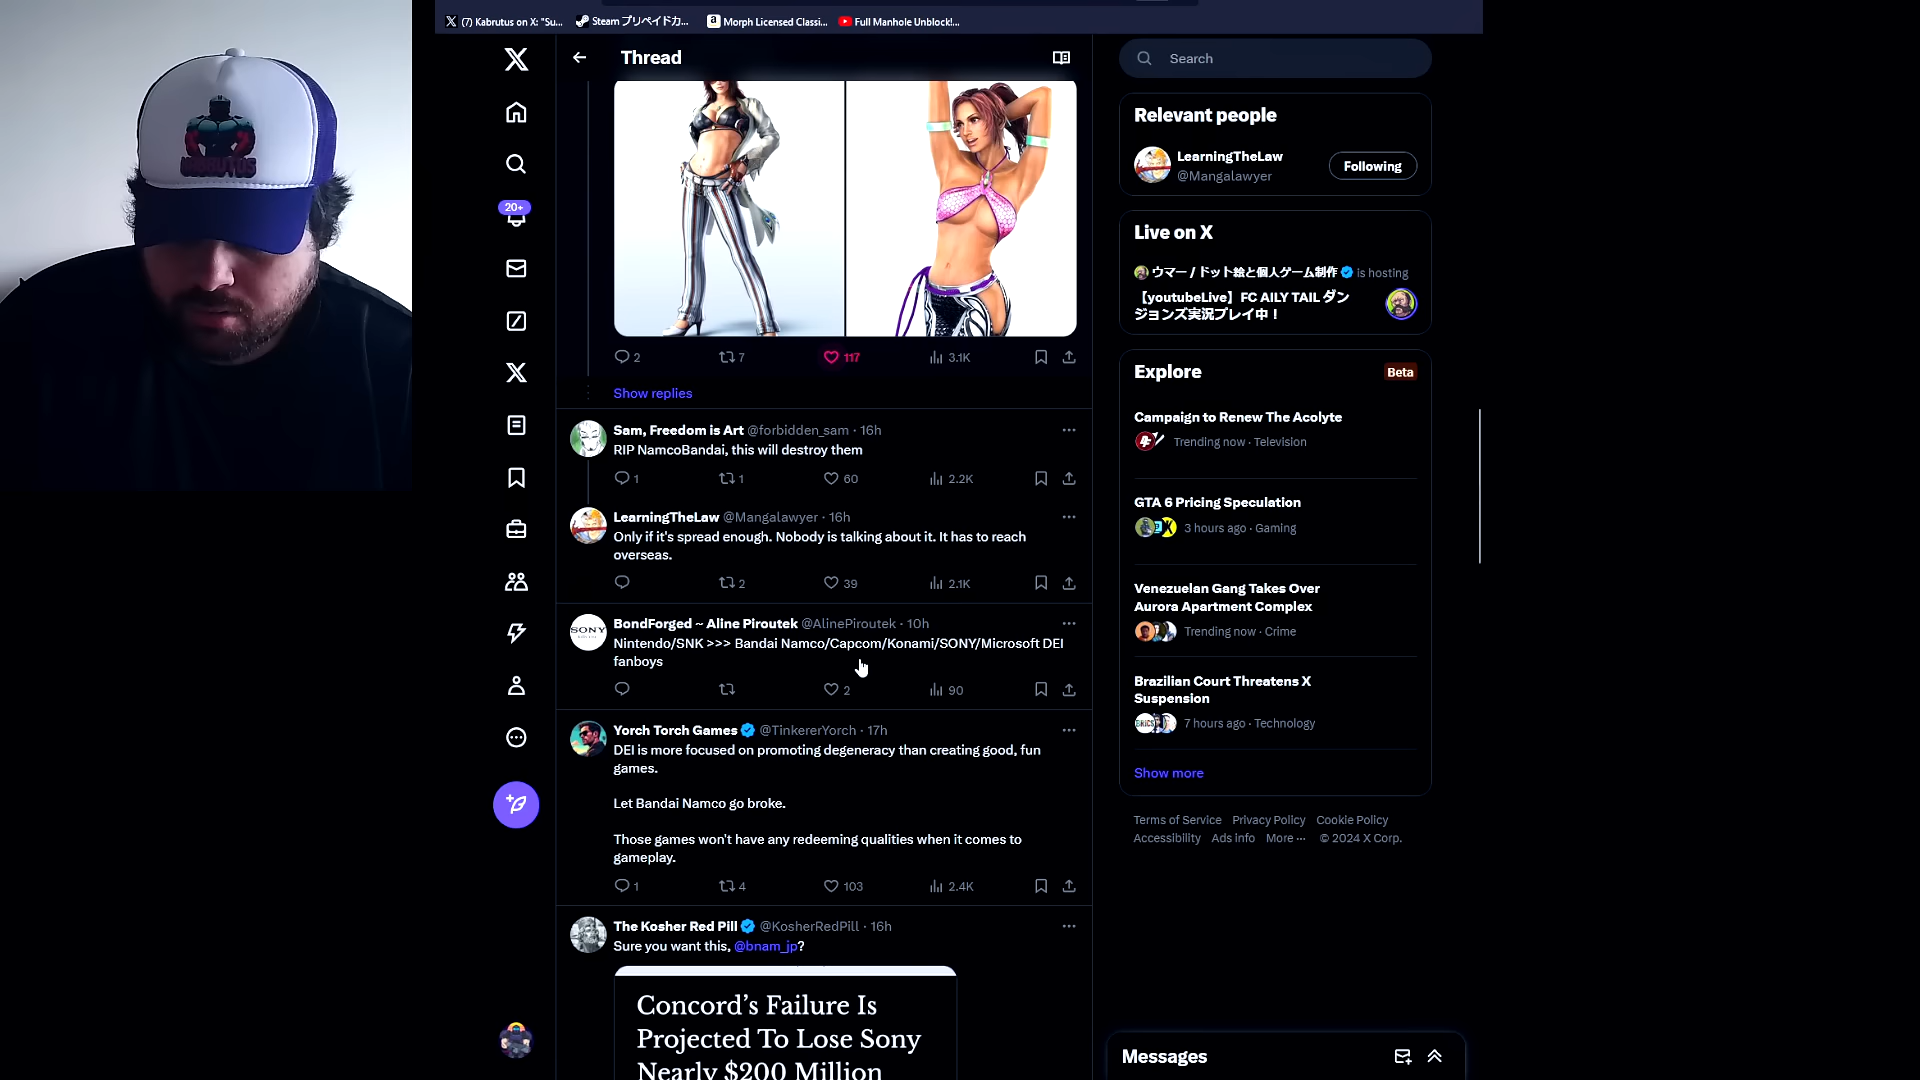 (7) Kabrutus on X: "Su...
Steam プリペイドカ...
Morph Licensed Classi...
Full Manhole Unblock!...
KABRUTUS
Thread
2
7
117
3.1K
Show replies
Sam, Freedom is Art @forbidden_sam · 16h
RIP NamcoBandai, this will destroy them
1
1
60
2.2K
LearningTheLaw @Mangalawyer · 16h
Only if it's spread enough. Nobody is talking about it. It has to reach
overseas.
2
39
2.1K
SONY
BondForged ~ Aline Piroutek @AlinePiroutek · 10h
Nintendo/SNK >>> Bandai Namco/Capcom/Konami/SONY/Microsoft DEI
fanboys
2
90
Yorch Torch Games @TinkererYorch · 17h
DEI is more focused on promoting degeneracy than creating good, fun
games.
Let Bandai Namco go broke.
Those games won't have any redeeming qualities when it comes to
gameplay.
1
4
103
2.4K
The Kosher Red Pill @KosherRedPill · 16h
Sure you want this, @bnam_jp?
Concord's Failure Is
Projected To Lose Sony
Nearly $200 Million
20+
Search
Relevant people
LearningTheLaw
@Mangalawyer
Following
Live on X
ウマー / ドット絵と個人ゲーム制作 is hosting
【youtubeLive】FC AILY TAIL ダン
ジョンズ実況プレイ中！
Explore
Beta
Campaign to Renew The Acolyte
Trending now · Television
GTA 6 Pricing Speculation
3 hours ago · Gaming
Venezuelan Gang Takes Over
Aurora Apartment Complex
Trending now · Crime
Brazilian Court Threatens X
Suspension
7 hours ago · Technology
Show more
Terms of Service Privacy Policy Cookie Policy
Accessibility Ads info More ··· © 2024 X Corp.
Messages